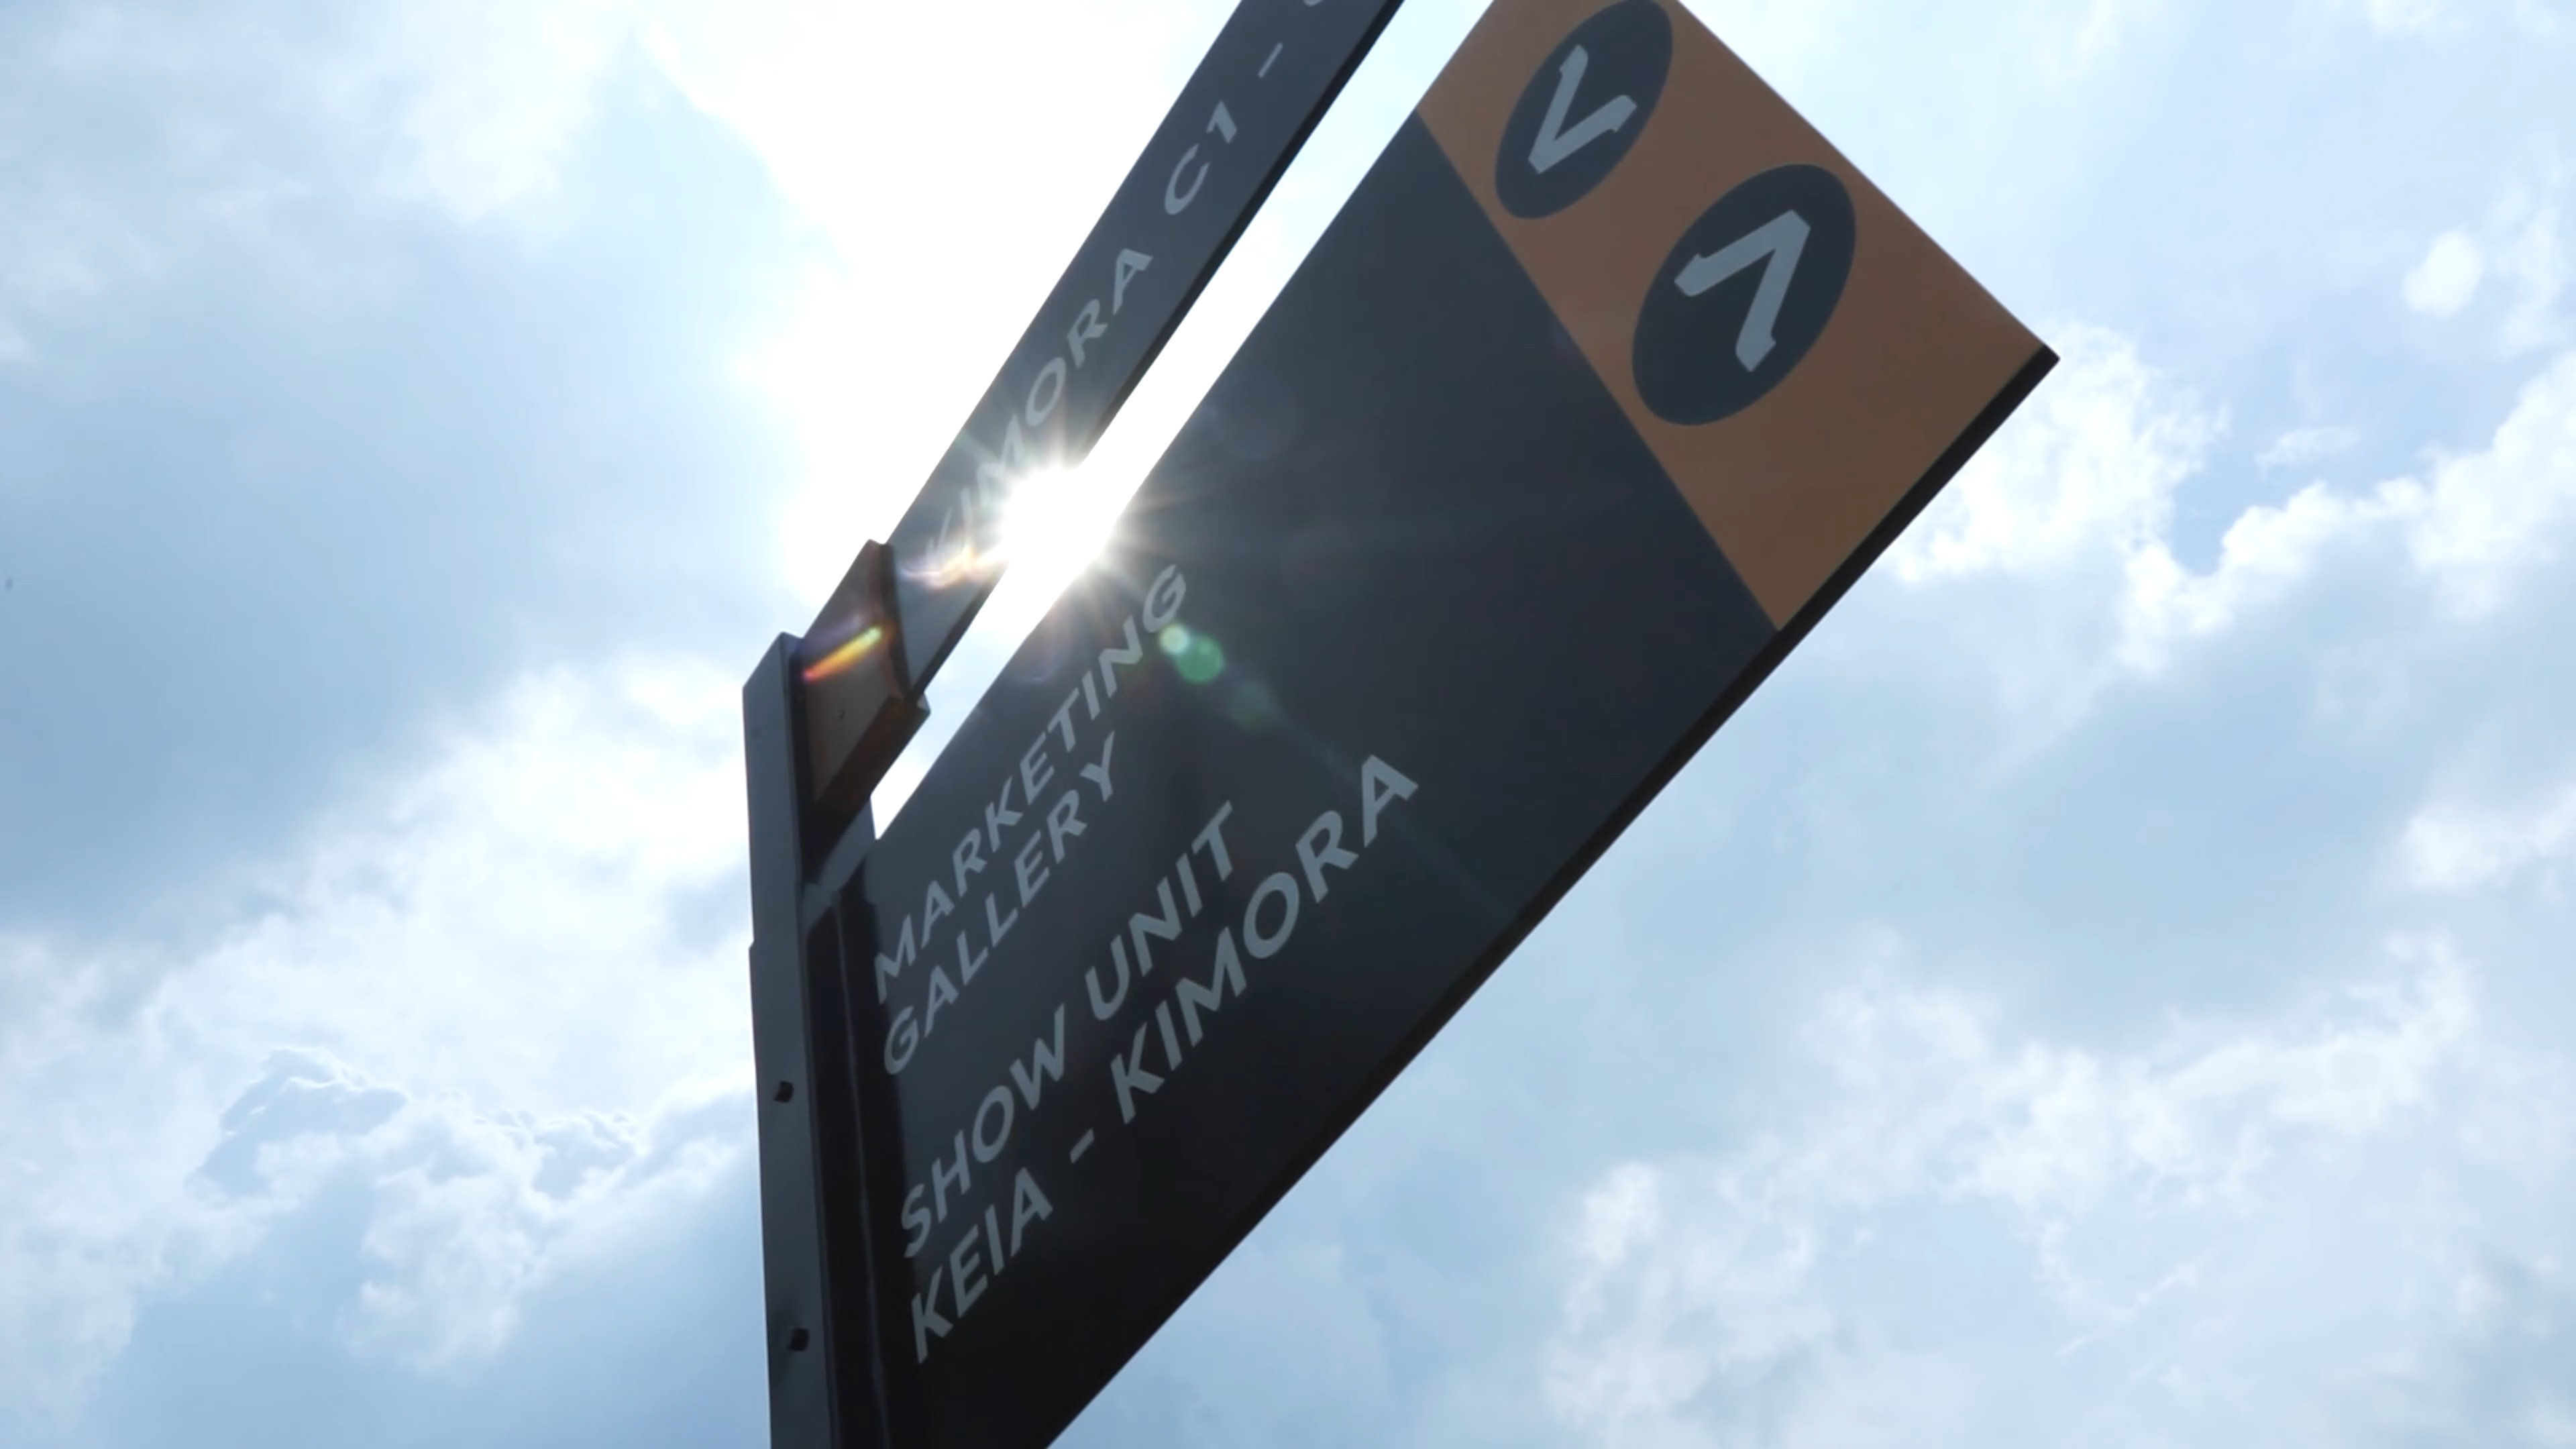 KIMORA C1 -
MARKETING
GALLERY
SHOW UNIT
KEIA - KIMORA